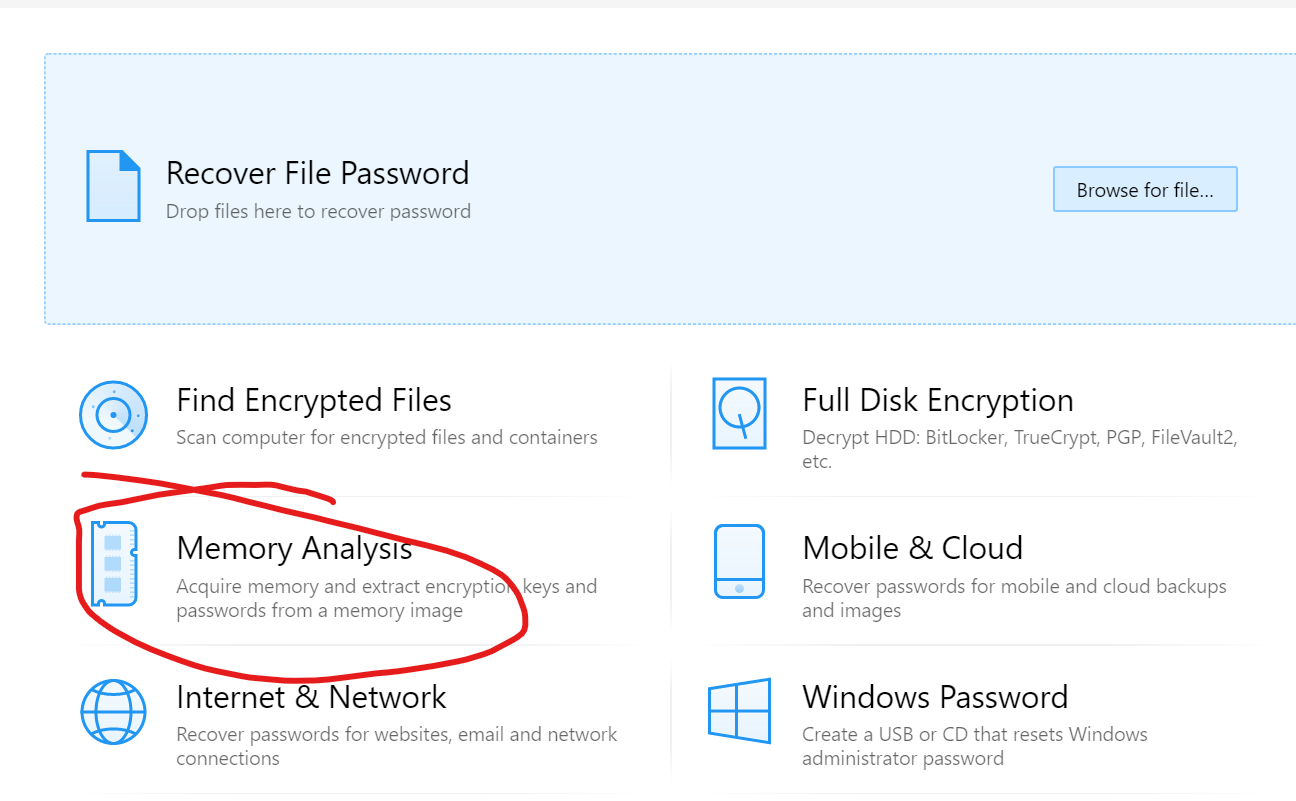 Recover File Password
Drop files here to recover password
Browse for file...
Find Encrypted Files
Scan computer for encrypted files and containers
Full Disk Encryption
Decrypt HDD: BitLocker, TrueCrypt, PGP, FileVault2,
etc.
Memory Analysis
Acquire memory and extract encryption keys and
passwords from a memory image
Mobile & Cloud
Recover passwords for mobile and cloud backups
and images
Internet & Network
Recover passwords for websites, email and network
connections
Windows Password
Create a USB or CD that resets Windows
administrator password